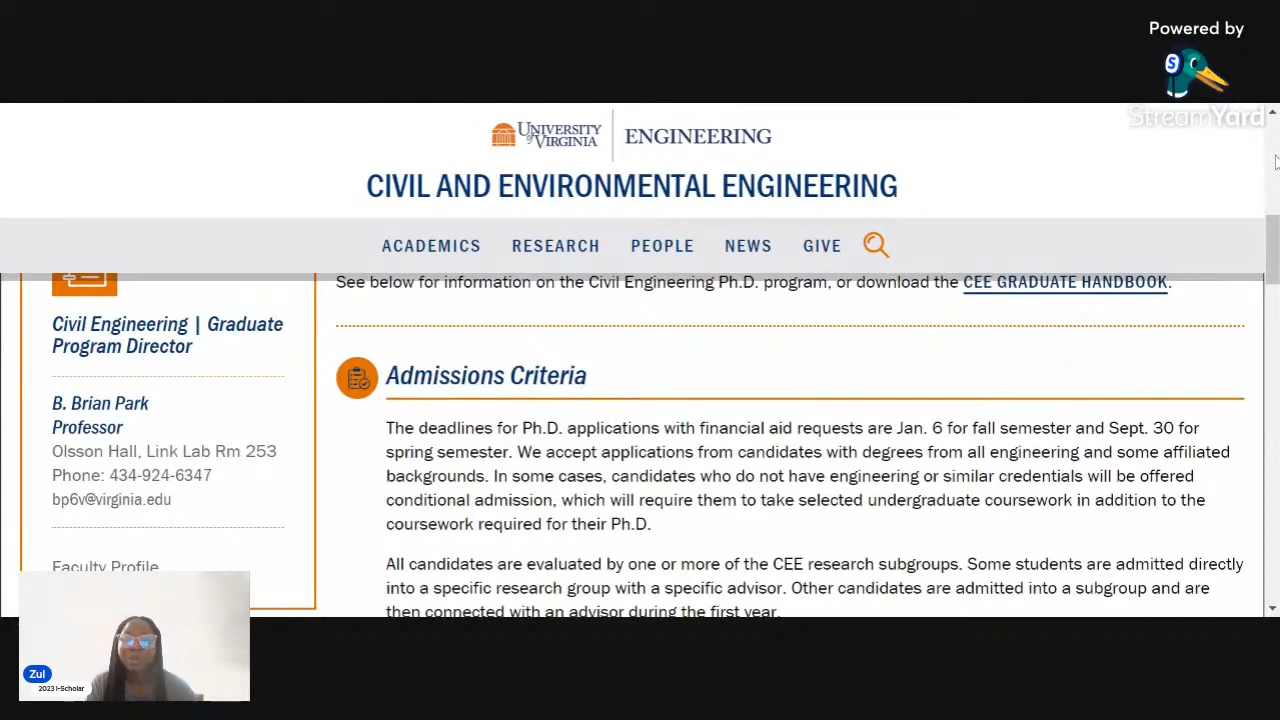 Powered by
S
StreamYard
UNIVERSITY of VIRGINIA
ENGINEERING
CIVIL AND ENVIRONMENTAL ENGINEERING
ACADEMICS RESEARCH PEOPLE NEWS GIVE
See below for information on the Civil Engineering Ph.D. program, or download the CEE GRADUATE HANDBOOK.
Civil Engineering | Graduate
Program Director
B. Brian Park
Professor
Olsson Hall, Link Lab Rm 253
Phone: 434-924-6347
bp6v@virginia.edu
Faculty Profile
Admissions Criteria
The deadlines for Ph.D. applications with financial aid requests are Jan. 6 for fall semester and Sept. 30 for
spring semester. We accept applications from candidates with degrees from all engineering and some affiliated
backgrounds. In some cases, candidates who do not have engineering or similar credentials will be offered
conditional admission, which will require them to take selected undergraduate coursework in addition to the
coursework required for their Ph.D.
All candidates are evaluated by one or more of the CEE research subgroups. Some students are admitted directly
into a specific research group with a specific advisor. Other candidates are admitted into a subgroup and are
then connected with an advisor during the first year.
Zul
2023 I-Scholar